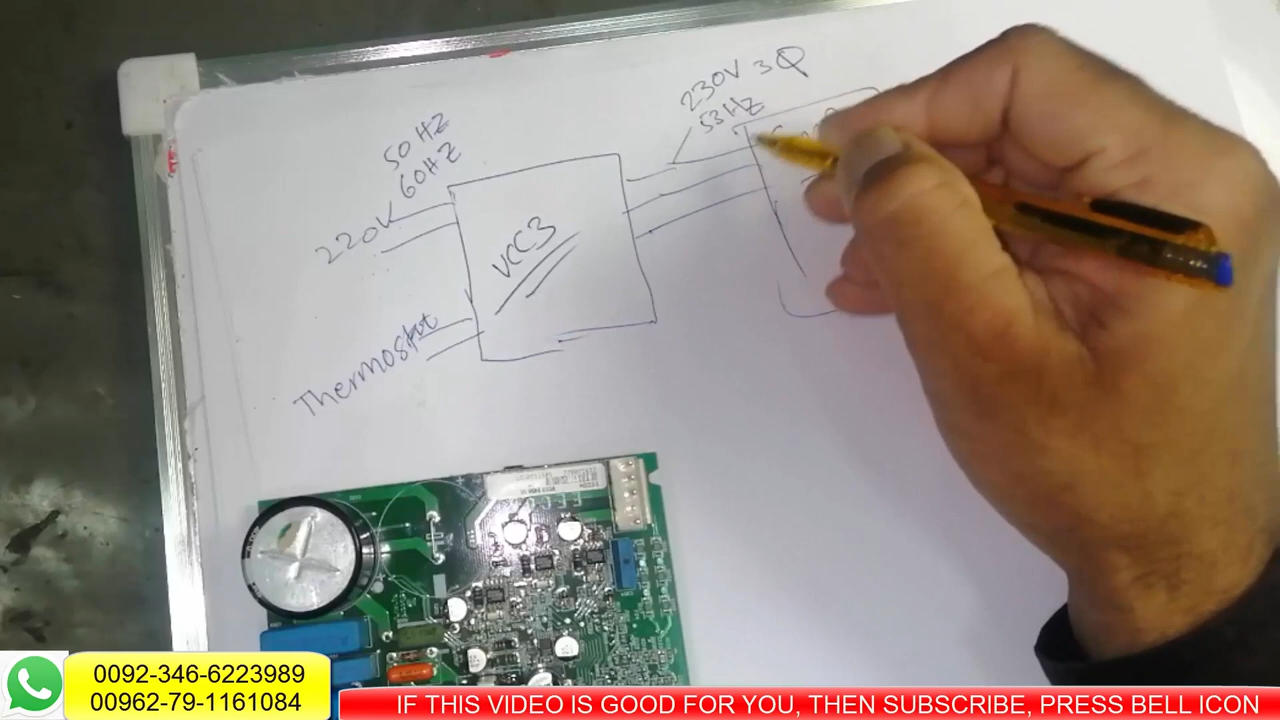 230V 3Φ
53HZ
50 HZ
60HZ
220V
VCC3
Thermostat
0092-346-6223989
00962-79-1161084
IF THIS VIDEO IS GOOD FOR YOU, THEN SUBSCRIBE, PRESS BELL ICON